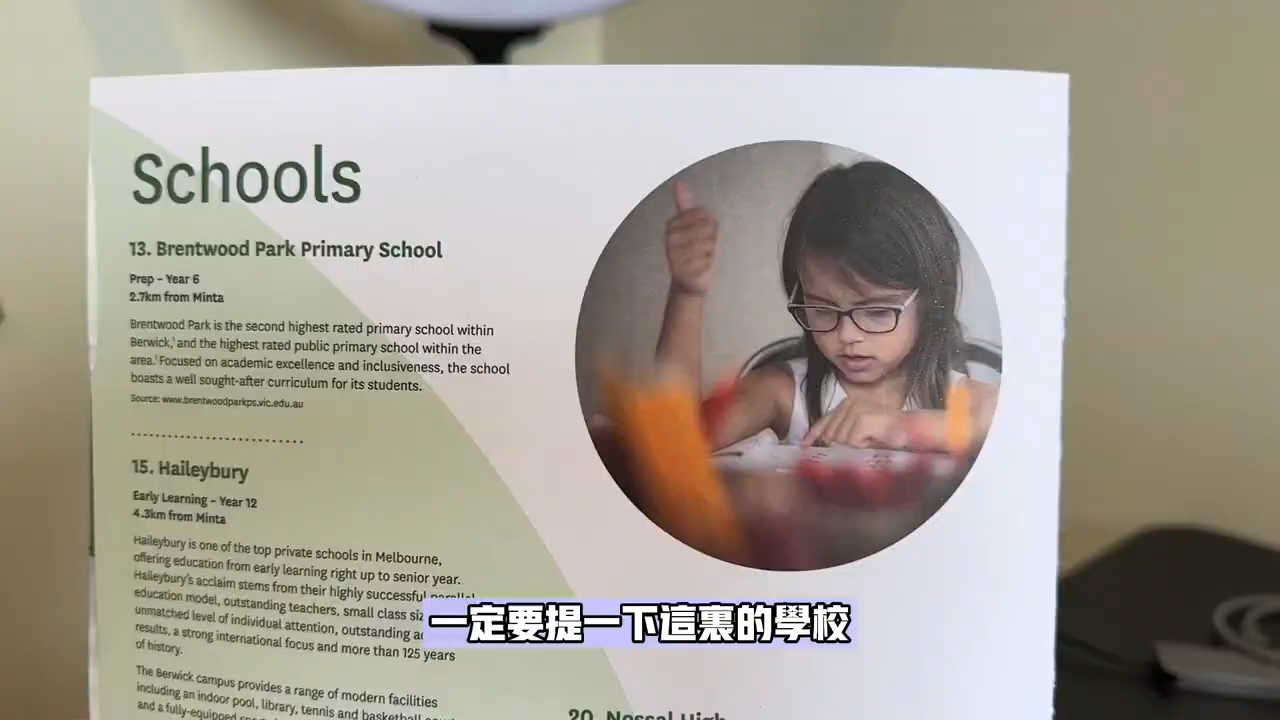 Schools
13. Brentwood Park Primary School
Prep – Year 6
2.7km from Minta
Brentwood Park is the second highest rated primary school within
Berwick,¹ and the highest rated public primary school within the
area.¹ Focused on academic excellence and inclusiveness, the school
boasts a well sought-after curriculum for its students.
Source: www.brentwoodparkps.vic.edu.au
15. Haileybury
Early Learning – Year 12
4.3km from Minta
Haileybury is one of the top private schools in Melbourne,
offering education from early learning right up to senior year.
Haileybury's acclaim stems from their highly successful parallel
education model, outstanding teachers, small class
unmatched level of individual attention, outstanding
results, a strong international focus and more than 125 years
of history.
The Berwick campus provides a range of modern facilities
including an indoor pool, library, tennis and basketball
and a fully-equipped
20. Nossal High
一定要提一下這裏的學校